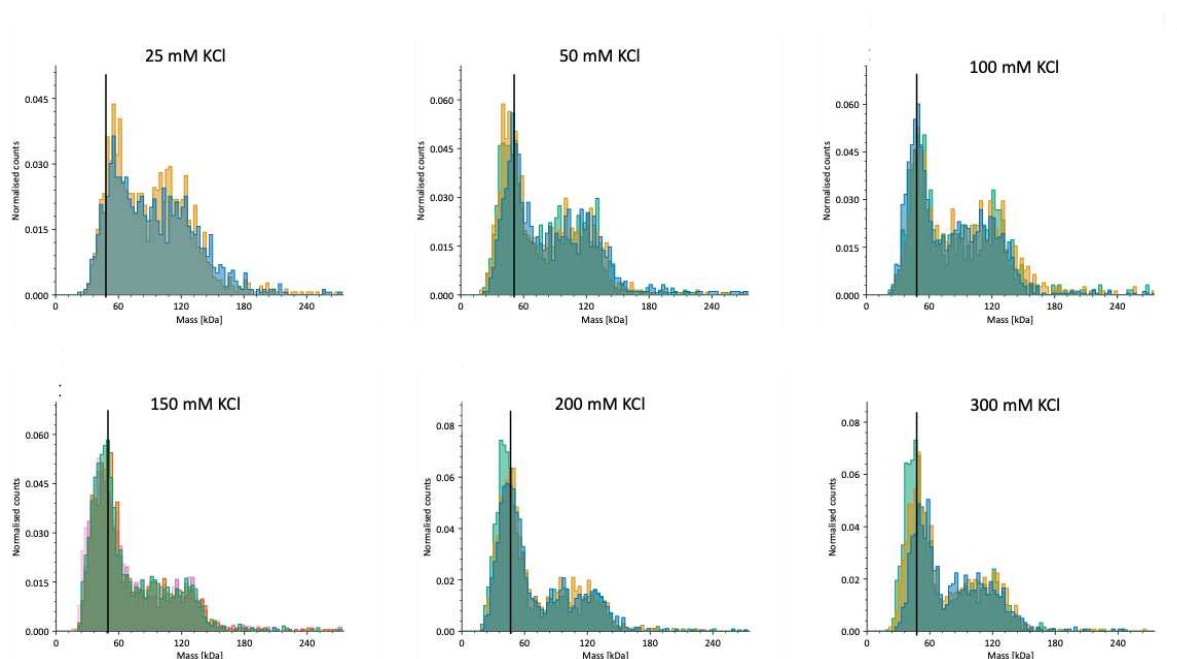 25 mM KCl
Normalised counts
0.045
0.030
0.015
0.000
0 60 120 180 240
Mass [kDa]
50 mM KCl
Normalised counts
0.060
0.045
0.030
0.015
0.000
0 60 120 180 240
Mass [kDa]
100 mM KCl
Normalised counts
0.060
0.045
0.030
0.015
0.000
0 60 120 180 240
Mass [kDa]
150 mM KCl
Normalised counts
0.060
0.045
0.030
0.015
0.000
0 60 120 180 240
Mass [kDa]
200 mM KCl
Normalised counts
0.08
0.06
0.04
0.02
0.00
0 60 120 180 240
Mass [kDa]
300 mM KCl
Normalised counts
0.08
0.06
0.04
0.02
0.00
0 60 120 180 240
Mass [kDa]